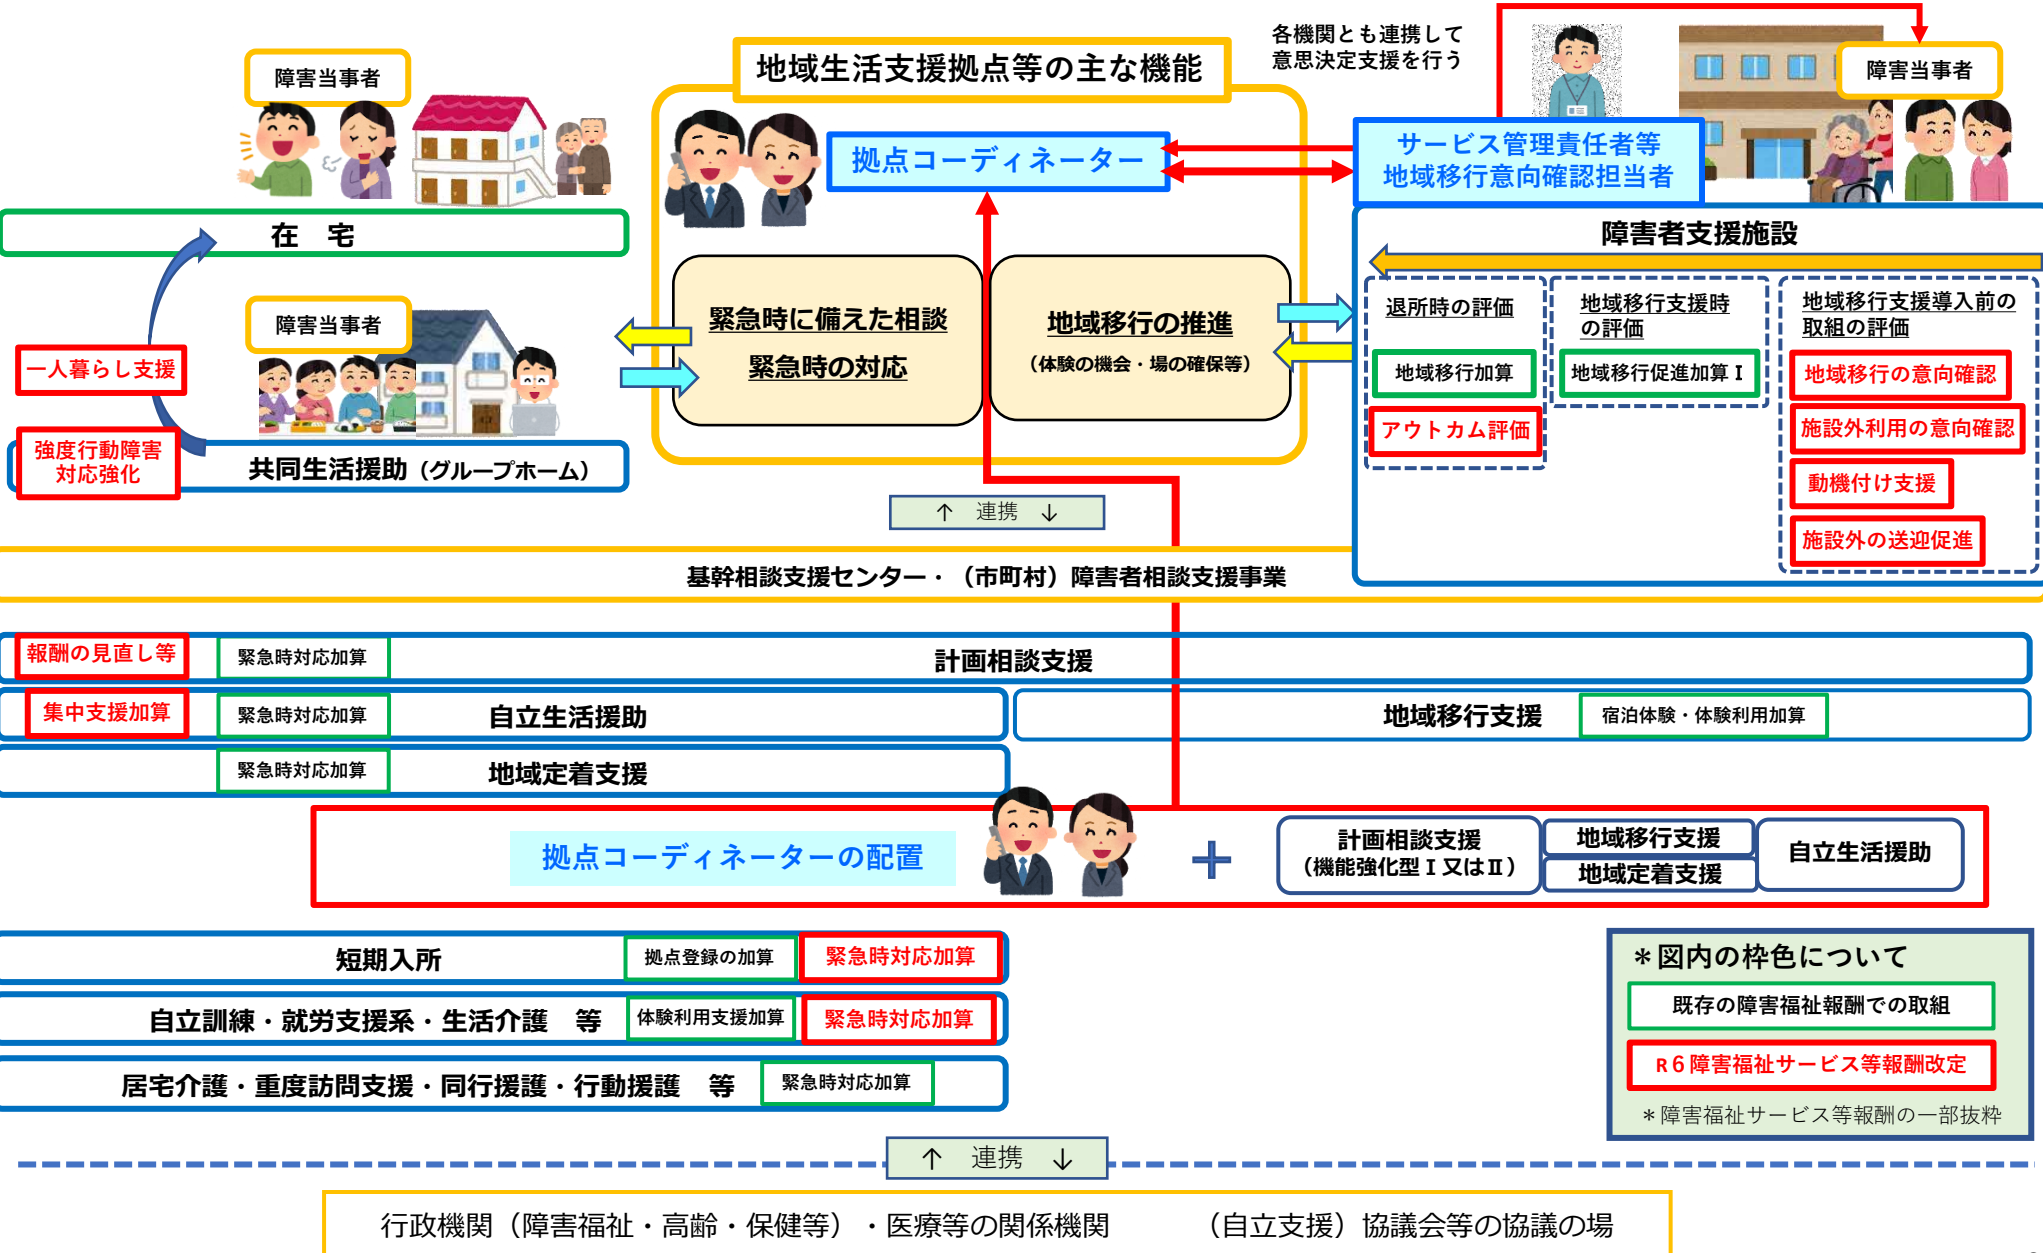 各機関とも連携して
意思決定支援を行う
障害当事者
地域生活支援拠点等の主な機能
障害当事者
拠点コーディネーター
サービス管理責任者等
地域移行意向確認担当者
在　宅
障害者支援施設
緊急時に備えた相談
緊急時の対応
地域移行の推進
（体験の機会・場の確保等）
退所時の評価
地域移行加算
アウトカム評価
地域移行支援時
の評価
地域移行促進加算Ⅰ
地域移行支援導入前の
取組の評価
地域移行の意向確認
施設外利用の意向確認
動機付け支援
施設外の送迎促進
障害当事者
一人暮らし支援
強度行動障害
対応強化
共同生活援助（グループホーム）
↑　連携　↓
基幹相談支援センター・（市町村）障害者相談支援事業
報酬の見直し等
緊急時対応加算
計画相談支援
集中支援加算
緊急時対応加算
自立生活援助
地域移行支援
宿泊体験・体験利用加算
緊急時対応加算
地域定着支援
拠点コーディネーターの配置
＋
計画相談支援
（機能強化型Ⅰ又はⅡ）
地域移行支援
地域定着支援
自立生活援助
短期入所
拠点登録の加算
緊急時対応加算
自立訓練・就労支援系・生活介護　等
体験利用支援加算
緊急時対応加算
居宅介護・重度訪問支援・同行援護・行動援護　等
緊急時対応加算
＊図内の枠色について
既存の障害福祉報酬での取組
R６障害福祉サービス等報酬改定
＊障害福祉サービス等報酬の一部抜粋
↑　連携　↓
行政機関（障害福祉・高齢・保健等）・医療等の関係機関　　　（自立支援）協議会等の協議の場